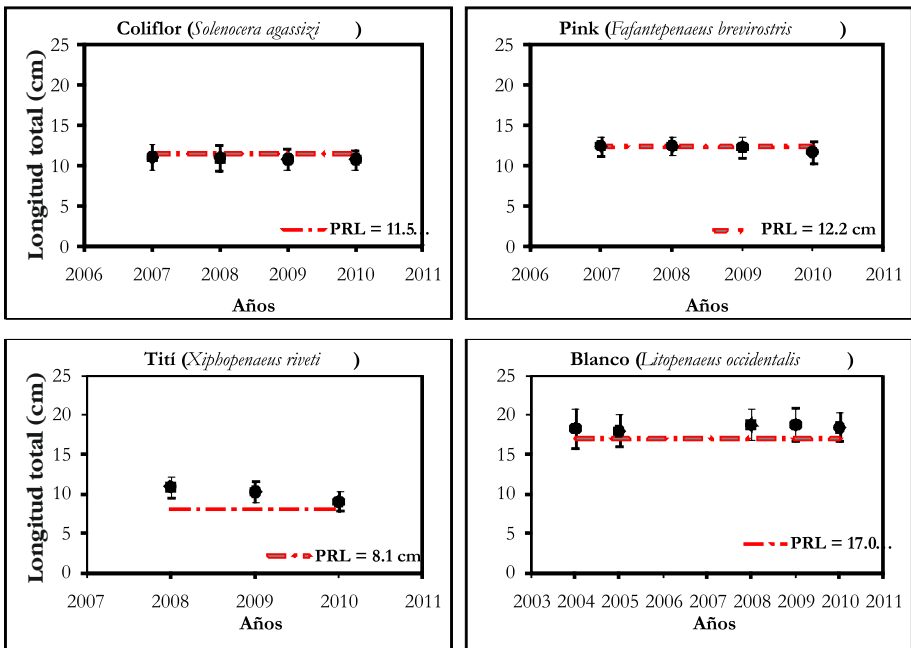 Coliflor (Solenocera agassizi )
Longitud total (cm)
25
20
15
10
5
0
PRL = 11.5…
2006 2007 2008 2009 2010 2011
Años
Pink (Fafantepenaeus brevirostris )
25
20
15
10
5
0
PRL = 12.2 cm
2006 2007 2008 2009 2010 2011
Años
Tití (Xiphopenaeus riveti )
Longitud total (cm)
25
20
15
10
5
0
PRL = 8.1 cm
2007 2008 2009 2010 2011
Años
Blanco (Litopenaeus occidentalis )
25
20
15
10
5
0
PRL = 17.0…
2003 2004 2005 2006 2007 2008 2009 2010 2011
Años